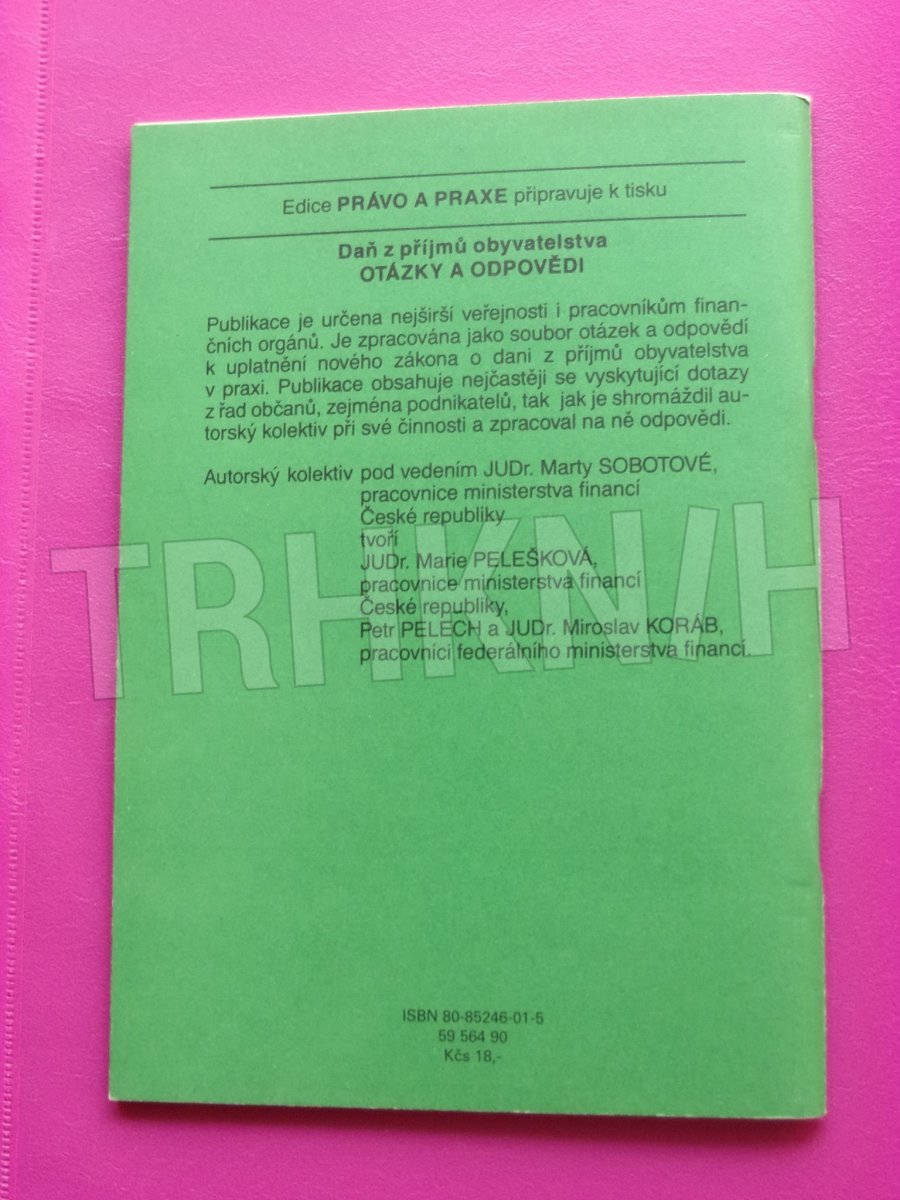 Edice PRÁVO A PRAXE připravuje k tisku
Daň z příjmů obyvatelstva
OTÁZKY A ODPOVĚDI
Publikace je určena nejširší veřejnosti i pracovníkům finan-
čních orgánů. Je zpracována jako soubor otázek a odpovědí
k uplatnění nového zákona o dani z příjmů obyvatelstva
v praxi. Publikace obsahuje nejčastěji se vyskytující dotazy
z řad občanů, zejména podnikatelů, tak jak je shromáždil au-
torský kolektiv při své činnosti a zpracoval na ně odpovědi.
Autorský kolektiv pod vedením JUDr. Marty SOBOTOVÉ,
pracovnice ministerstva financí
České republiky
tvoří
JUDr. Marie PELEŠKOVÁ,
pracovnice ministerstva financí
České republiky,
Petr PELECH a JUDr. Miroslav KORÁB,
pracovníci federálního ministerstva financí.
TRHKN/H
ISBN 80-85246-01-5
59 564 90
Kčs 18,-